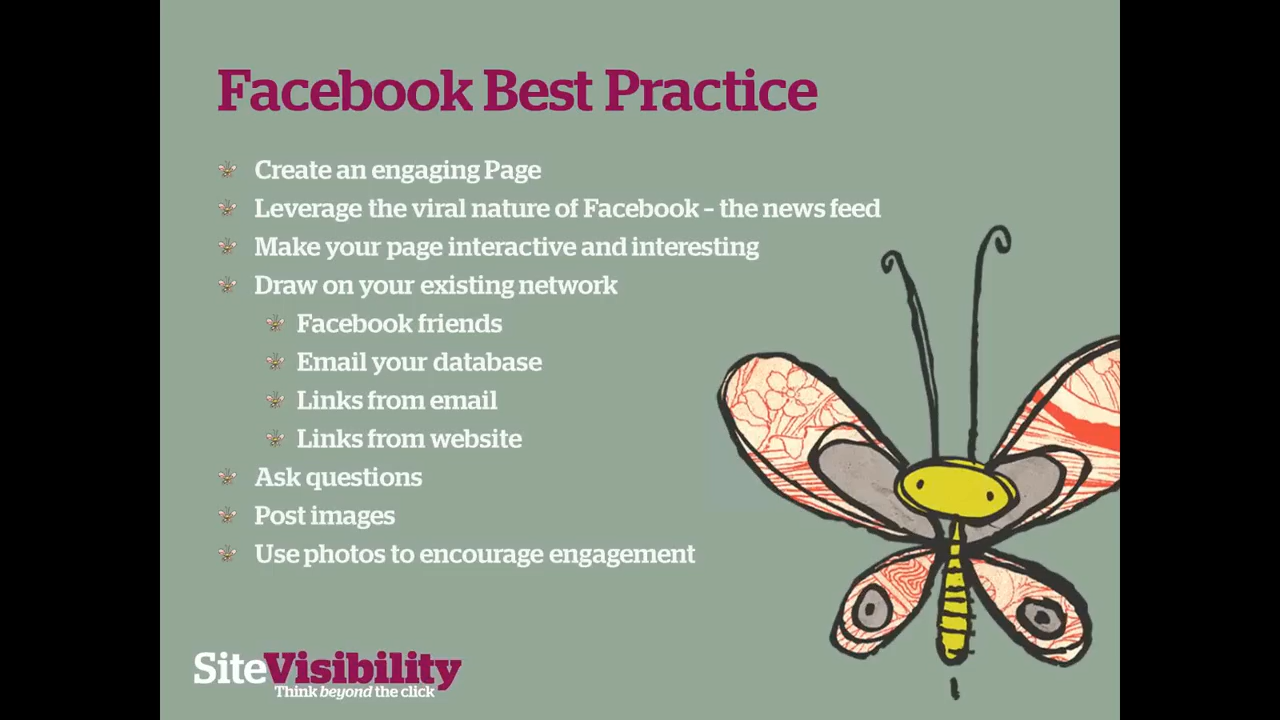 Facebook Best Practice
Create an engaging Page
Leverage the viral nature of Facebook – the news feed
Make your page interactive and interesting
Draw on your existing network
Facebook friends
Email your database
Links from email
Links from website
Ask questions
Post images
Use photos to encourage engagement
SiteVisibility
Think beyond the click